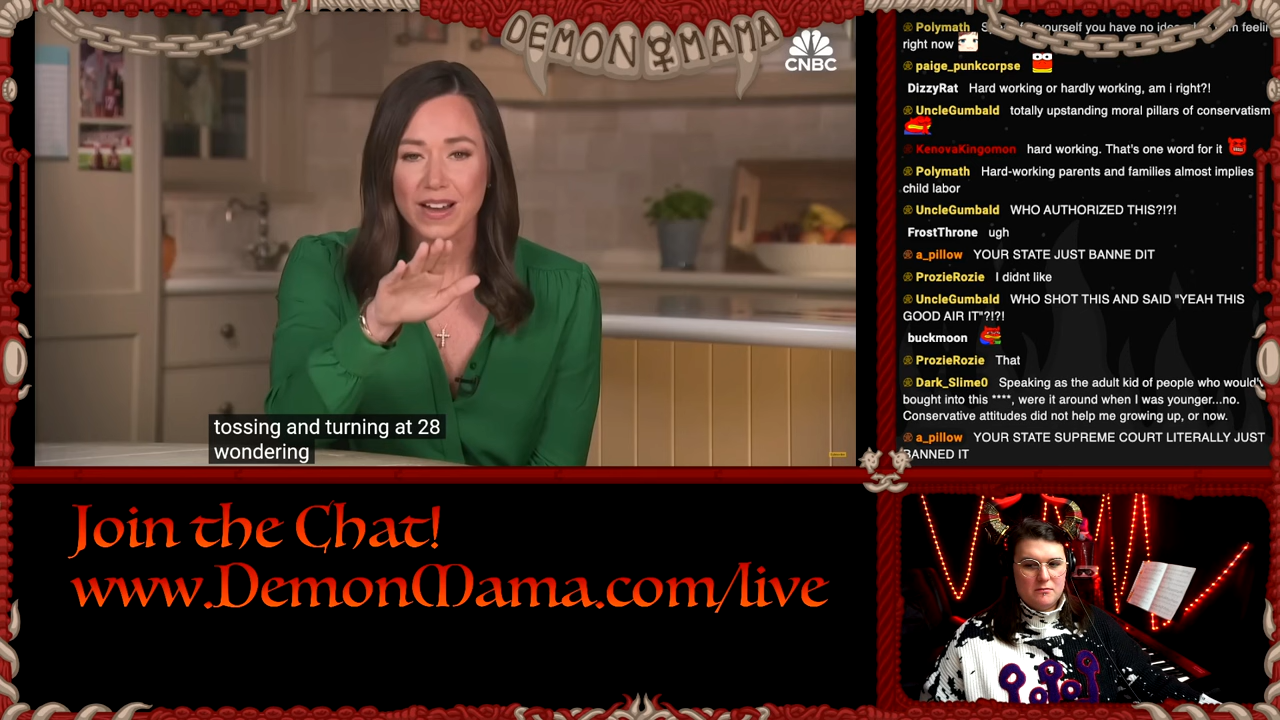 DEMON MAMA
CNBC
tossing and turning at 28
wondering
Polymath yourself you have no feelin
right now
paige_punkcorpse
DizzyRat Hard working or hardly working, am i right?!
UncleGumbald totally upstanding moral pillars of conservatism
KenovaKingomon hard working. That's one word for it
Polymath Hard-working parents and families almost implies
child labor
UncleGumbald WHO AUTHORIZED THIS?!?!
FrostThrone ugh
a_pillow YOUR STATE JUST BANNE DIT
ProzieRozie I didnt like
UncleGumbald WHO SHOT THIS AND SAID "YEAH THIS
GOOD AIR IT"?!?!
buckmoon
ProzieRozie That
Dark_Slime0 Speaking as the adult kid of people who would'v
bought into this ****, were it around when I was younger...no.
Conservative attitudes did not help me growing up, or now.
a_pillow YOUR STATE SUPREME COURT LITERALLY JUST
BANNED IT
Join the Chat!
www.DemonMama.com/live